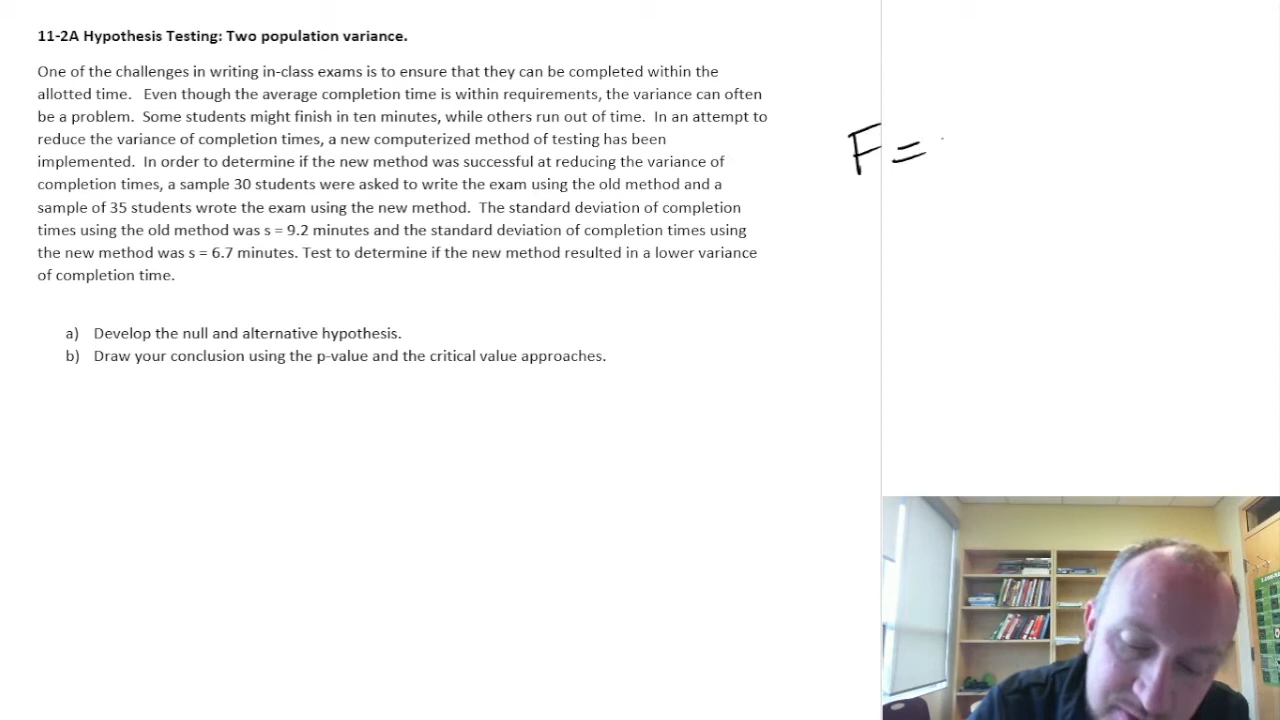 11-2A Hypothesis Testing: Two population variance.
One of the challenges in writing in-class exams is to ensure that they can be completed within the
allotted time.   Even though the average completion time is within requirements, the variance can often
be a problem.  Some students might finish in ten minutes, while others run out of time.  In an attempt to
reduce the variance of completion times, a new computerized method of testing has been
implemented.  In order to determine if the new method was successful at reducing the variance of
completion times, a sample 30 students were asked to write the exam using the old method and a
sample of 35 students wrote the exam using the new method.  The standard deviation of completion
times using the old method was s = 9.2 minutes and the standard deviation of completion times using
the new method was s = 6.7 minutes. Test to determine if the new method resulted in a lower variance
of completion time.
a) Develop the null and alternative hypothesis.
b) Draw your conclusion using the p-value and the critical value approaches.
F =